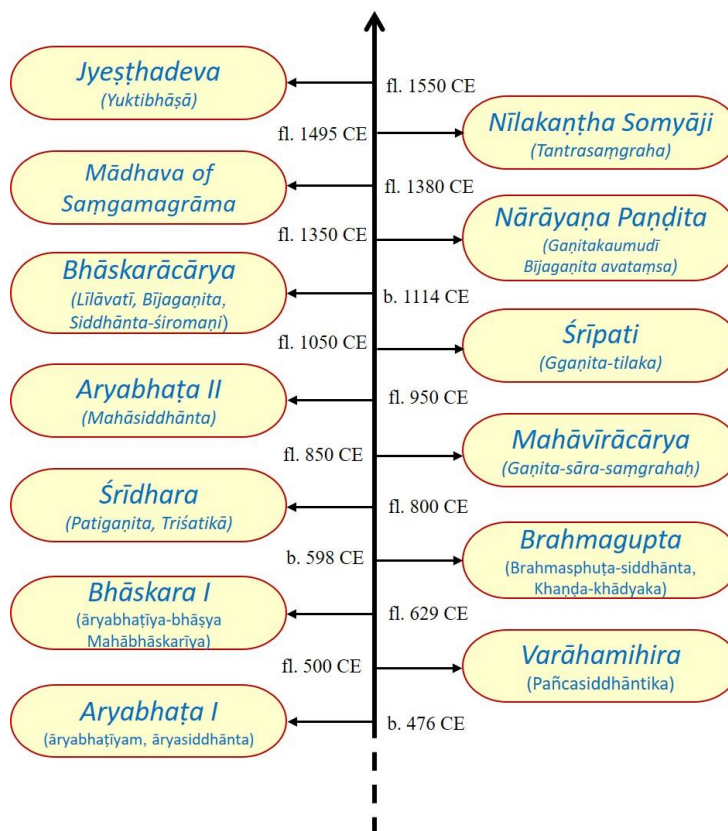 Jyeṣṭhadeva
(Yuktibhāṣā)
fl. 1550 CE
fl. 1495 CE
Nīlakaṇṭha Somyāji
(Tantrasaṃgraha)
Mādhava of
Saṃgamagrāma
fl. 1380 CE
fl. 1350 CE
Nārāyaṇa Paṇḍita
(Gaṇitakaumudī
Bījagaṇita avataṃsa)
Bhāskarācārya
(Līlāvatī, Bījagaṇita,
Siddhānta-śiromaṇi)
b. 1114 CE
fl. 1050 CE
Śrīpati
(Ggaṇita-tilaka)
Aryabhaṭa II
(Mahāsiddhānta)
fl. 950 CE
fl. 850 CE
Mahāvīrācārya
(Gaṇita-sāra-saṃgrahaḥ)
Śrīdhara
(Patigaṇita, Triśatikā)
fl. 800 CE
b. 598 CE
Brahmagupta
(Brahmasphuṭa-siddhānta,
Khaṇḍa-khādyaka)
Bhāskara I
(āryabhaṭīya-bhāṣya
Mahābhāskarīya)
fl. 629 CE
fl. 500 CE
Varāhamihira
(Pañcasiddhāntika)
Aryabhaṭa I
(āryabhaṭīyam, āryasiddhānta)
b. 476 CE